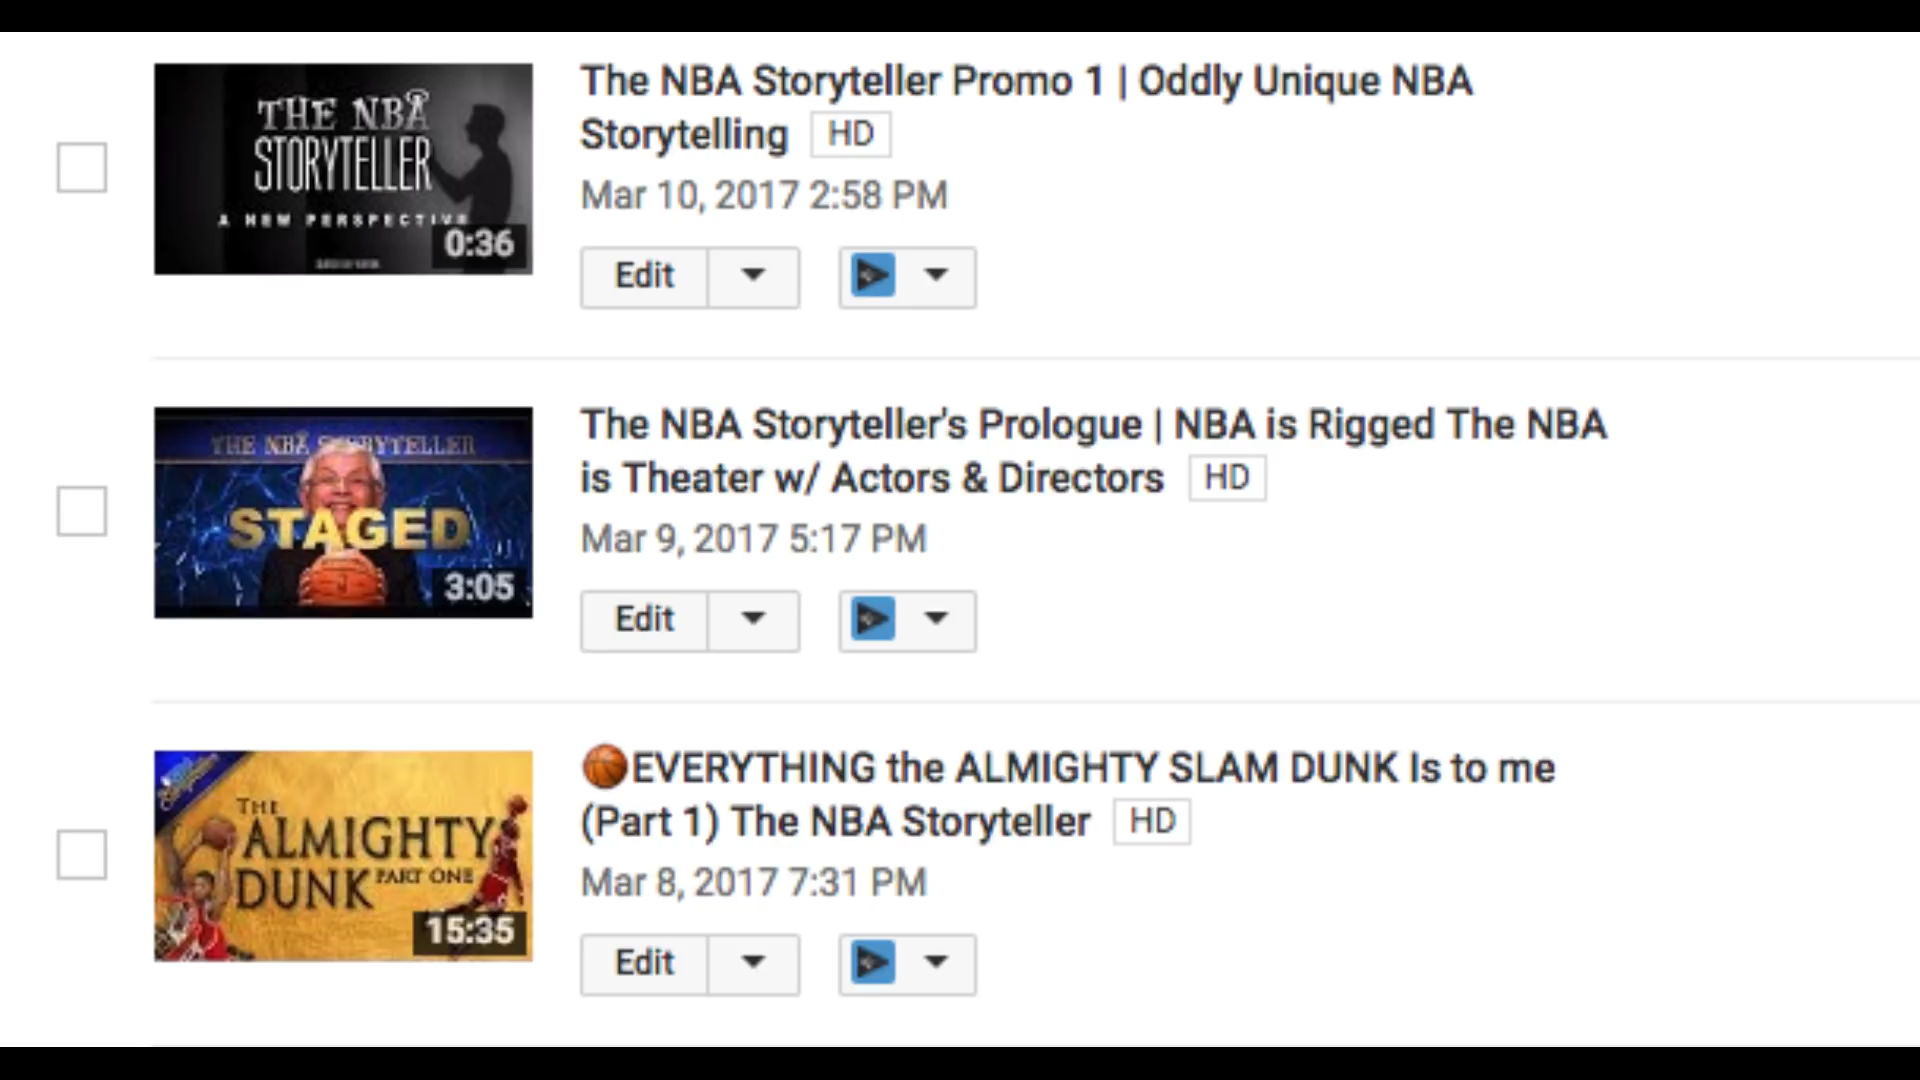 THE NBA
STORYTELLER
A NEW PERSPECTIVE
0:36
The NBA Storyteller Promo 1 | Oddly Unique NBA
Storytelling HD
Mar 10, 2017 2:58 PM
Edit
THE NBA STORYTELLER
STAGED
3:05
The NBA Storyteller's Prologue | NBA is Rigged The NBA
is Theater w/ Actors & Directors HD
Mar 9, 2017 5:17 PM
Edit
THE
ALMIGHTY
DUNK PART ONE
15:35
🏀EVERYTHING the ALMIGHTY SLAM DUNK Is to me
(Part 1) The NBA Storyteller HD
Mar 8, 2017 7:31 PM
Edit